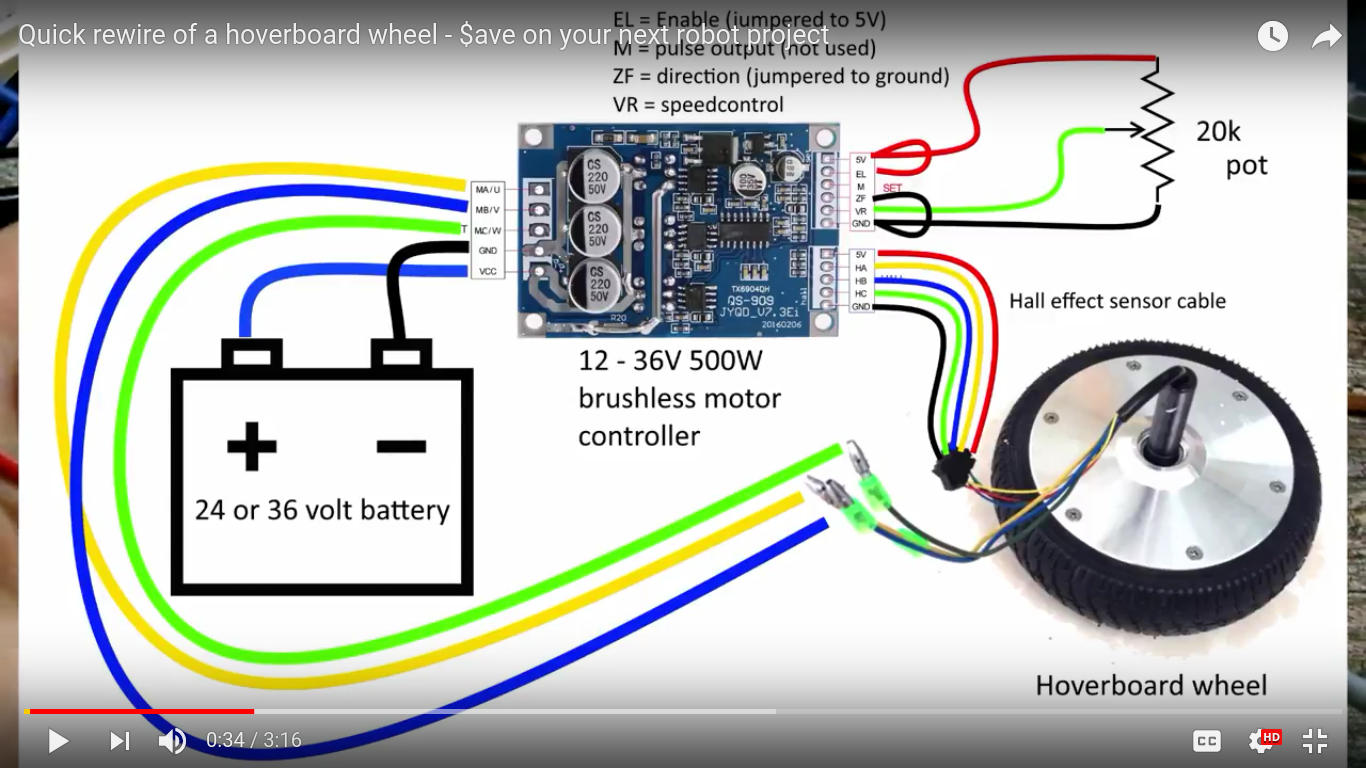 EL = Enable (jumpered to 5V)
Quick rewire of a hoverboard wheel - $ave on your next robot project
M = pulse output (not used)
ZF = direction (jumpered to ground)
VR = speedcontrol
20k
pot
MA/U
MB/V
T MC/W
GND
VCC
CS
220
50V
CS
220
50V
CS
220
50V
R20
TX6904QH
QS-909
JYQD_V7.3Ei
20160206
hall
5V
EL
M
SET
ZF
VR
GND
5V
HA
HB
HC
GND
Hall effect sensor cable
12 - 36V 500W
brushless motor
controller
+ −
24 or 36 volt battery
Hoverboard wheel
0:34 / 3:16
CC
HD